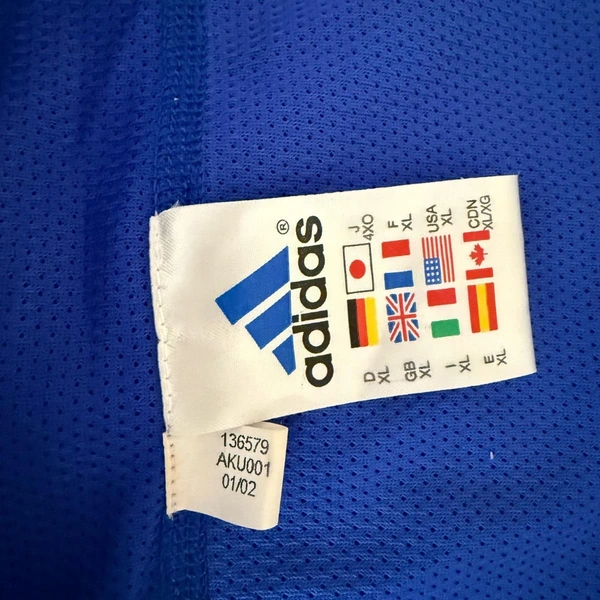 adidas®
J
4XO
F
XL
USA
XL
CDN
XL/XG
D
XL
GB
XL
I
XL
E
XL
136579
AKU001
01/02